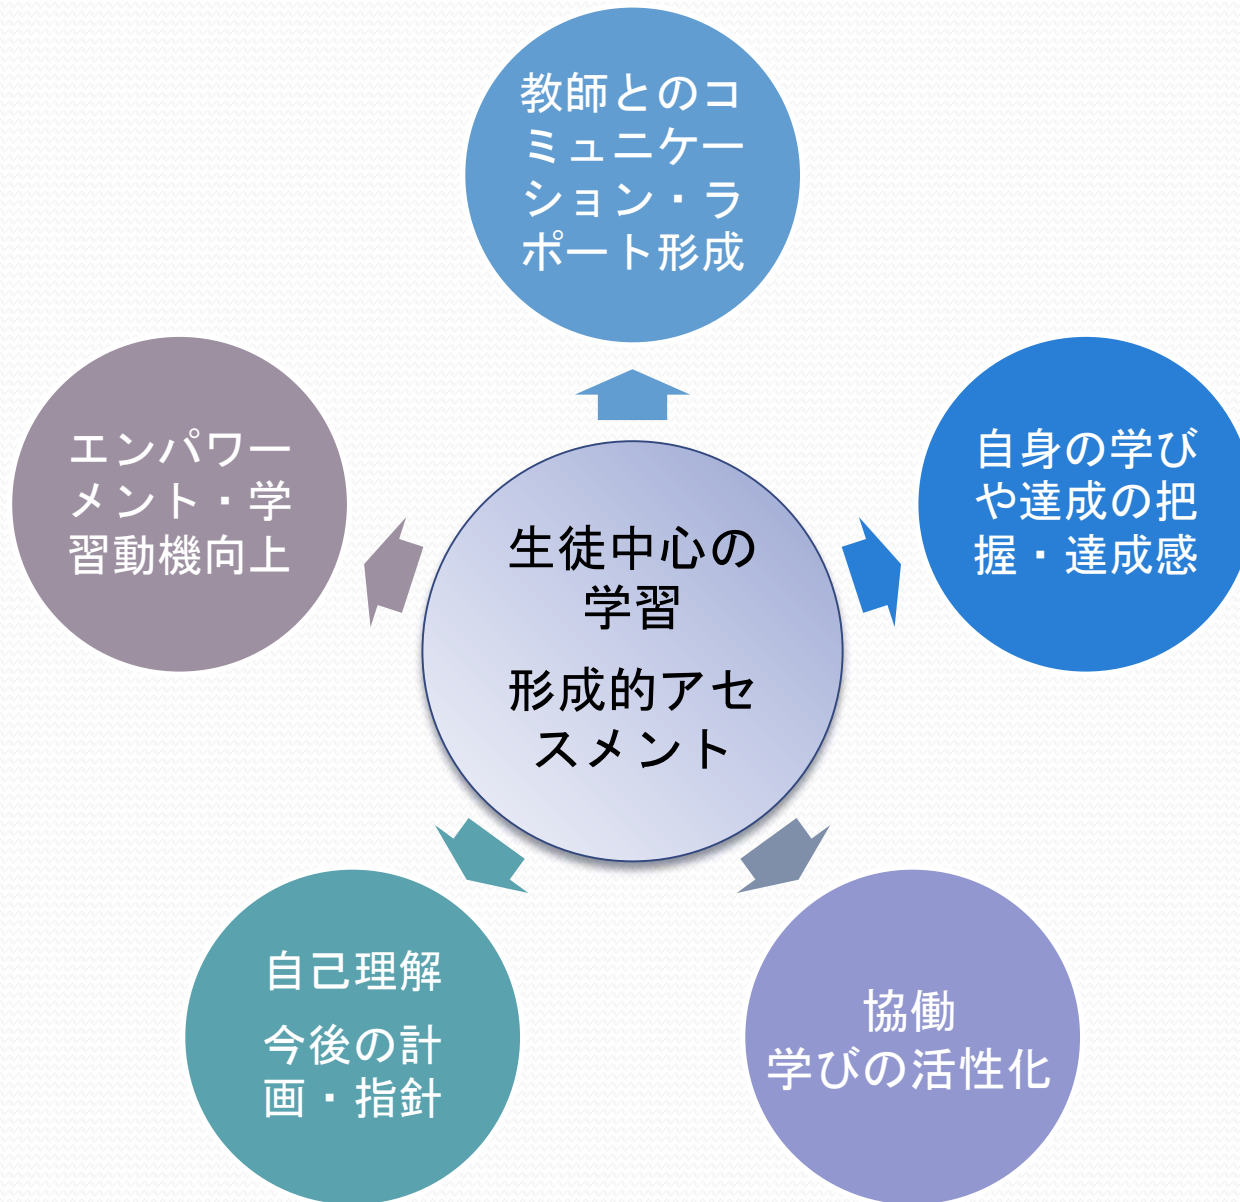 教師とのコ
ミュニケー
ション・ラ
ポート形成
エンパワー
メント・学
習動機向上
自身の学び
や達成の把
握・達成感
生徒中心の
学習
形成的アセ
スメント
自己理解
今後の計
画・指針
協働
学びの活性化